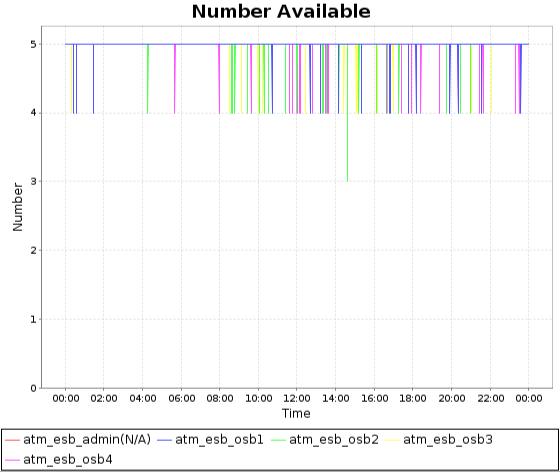 Number Available
5
4
3
2
1
0
Number
00:00 02:00 04:00 06:00 08:00 10:00 12:00 14:00 16:00 18:00 20:00 22:00 00:00
Time
atm_esb_admin(N/A) atm_esb_osb1 atm_esb_osb2 atm_esb_osb3
atm_esb_osb4